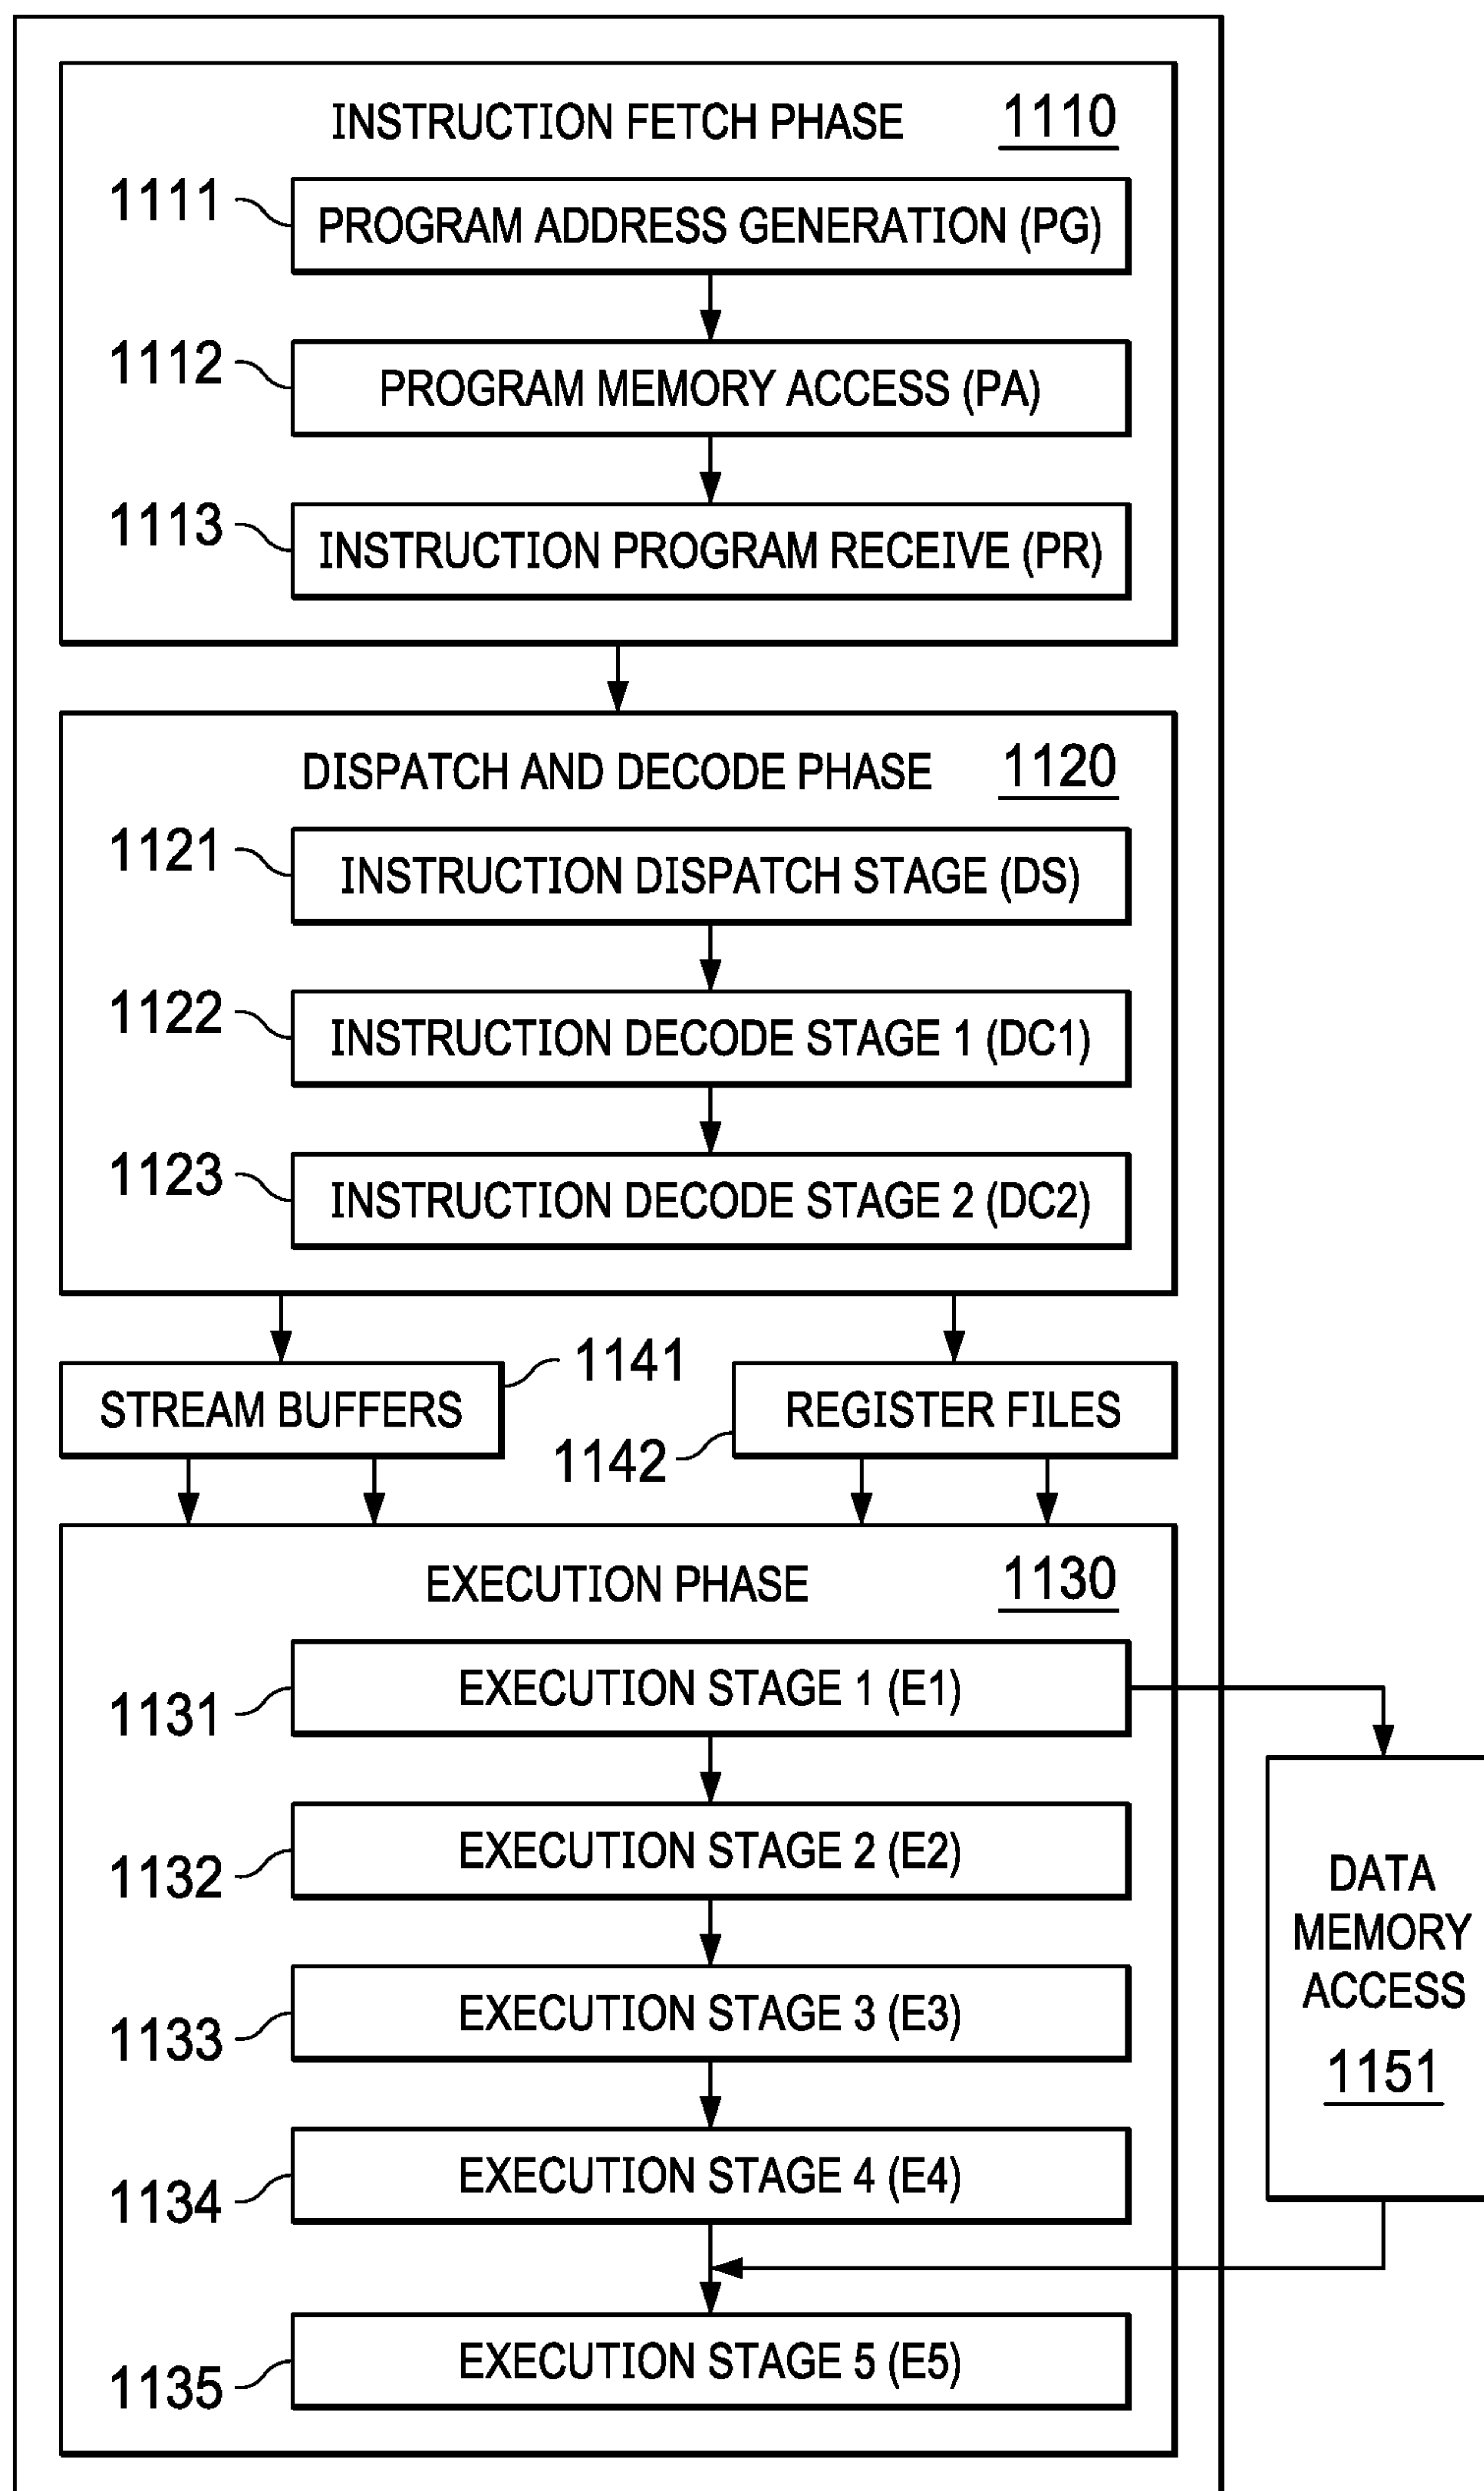 INSTRUCTION FETCH PHASE 1110
1111 PROGRAM ADDRESS GENERATION (PG)
1112 PROGRAM MEMORY ACCESS (PA)
1113 INSTRUCTION PROGRAM RECEIVE (PR)
DISPATCH AND DECODE PHASE 1120
1121 INSTRUCTION DISPATCH STAGE (DS)
1122 INSTRUCTION DECODE STAGE 1 (DC1)
1123 INSTRUCTION DECODE STAGE 2 (DC2)
STREAM BUFFERS 1141
1142 REGISTER FILES
EXECUTION PHASE 1130
1131 EXECUTION STAGE 1 (E1)
1132 EXECUTION STAGE 2 (E2)
1133 EXECUTION STAGE 3 (E3)
1134 EXECUTION STAGE 4 (E4)
1135 EXECUTION STAGE 5 (E5)
DATA
MEMORY
ACCESS
1151